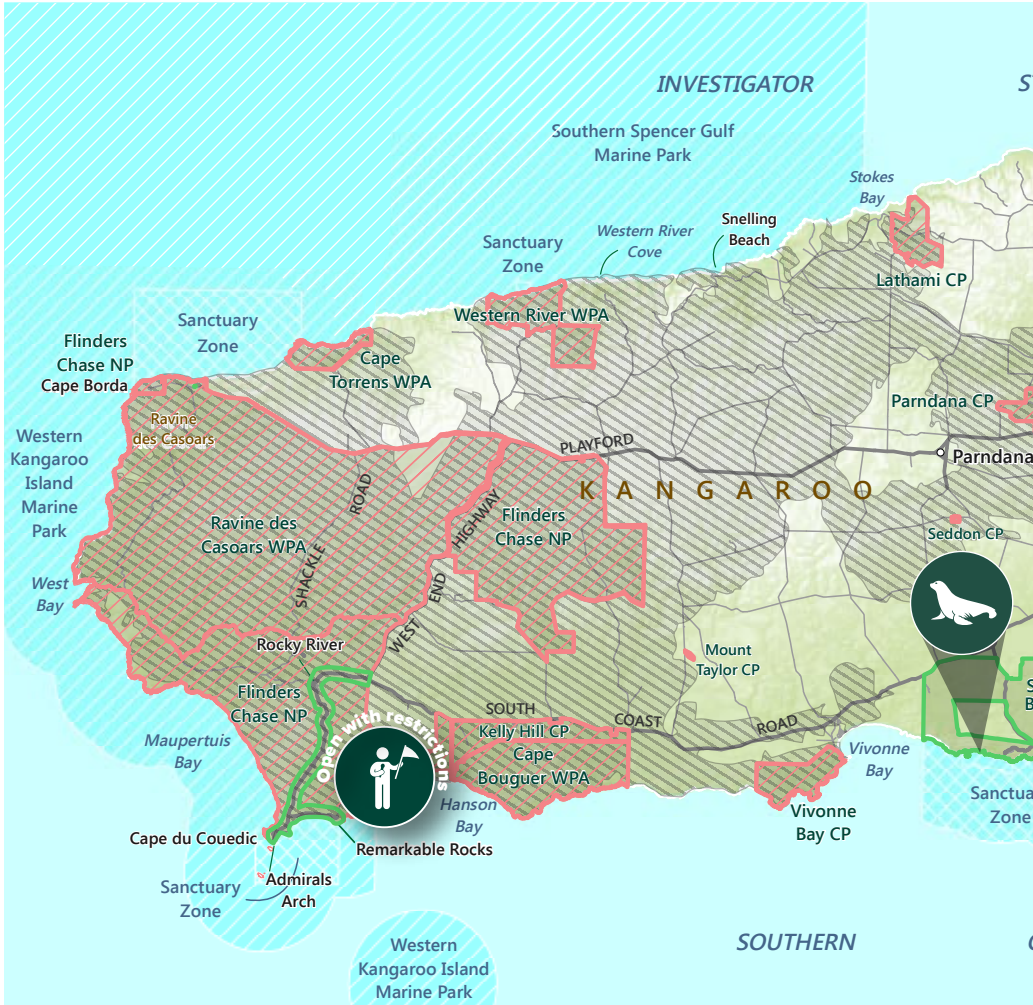 INVESTIGATOR
S
Southern Spencer Gulf
Marine Park
Stokes
Bay
Snelling
Beach
Western River
Cove
Sanctuary
Zone
Lathami CP
Western River WPA
Sanctuary
Zone
Flinders
Chase NP
Cape Borda
Cape
Torrens WPA
Ravine
des Casoars
Parndana CP
Western
Kangaroo
Island
Marine
Park
PLAYFORD
Parndana
KANGAROO
ROAD
HIGHWAY
Flinders
Chase NP
Ravine des
Casoars WPA
Seddon CP
SHACKLE
West
Bay
END
WEST
Rocky River
Mount
Taylor CP
S
B
Flinders
Chase NP
SOUTH
COAST
ROAD
Kelly Hill CP
Cape
Bouguer WPA
Open with restrictions
Maupertuis
Bay
Vivonne
Bay
Hanson
Bay
Vivonne
Bay CP
Sanctua
Zone
Cape du Couedic
Remarkable Rocks
Admirals
Arch
Sanctuary
Zone
Western
Kangaroo Island
Marine Park
SOUTHERN